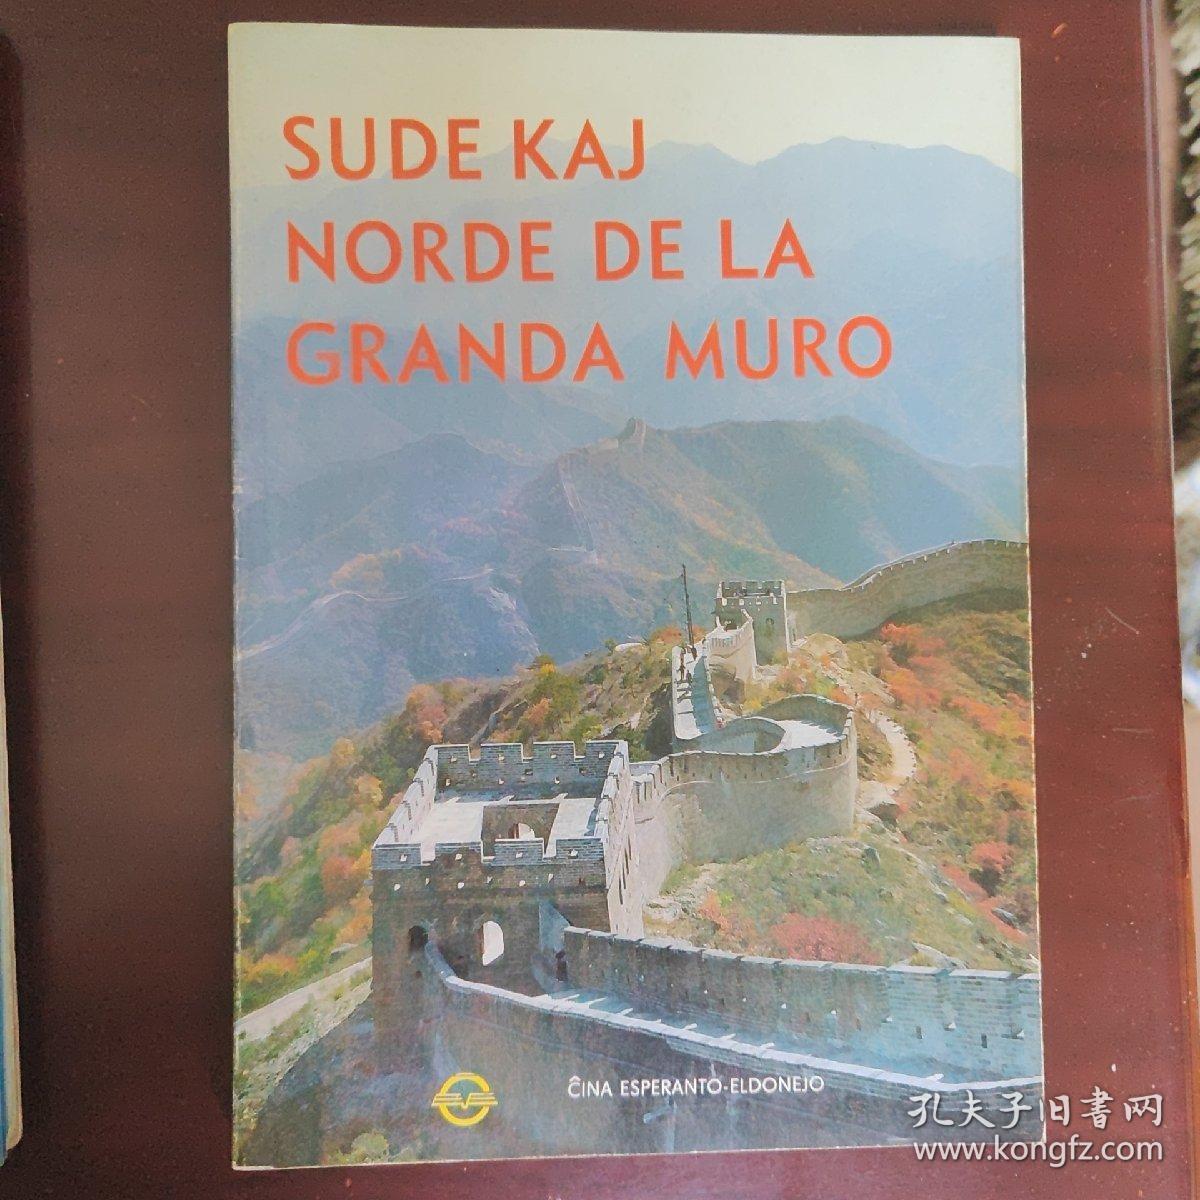 SUDE KAJ
NORDE DE LA
GRANDA MURO
ĈINA ESPERANTO-ELDONEJO
孔夫子旧書网
www.kongfz.com